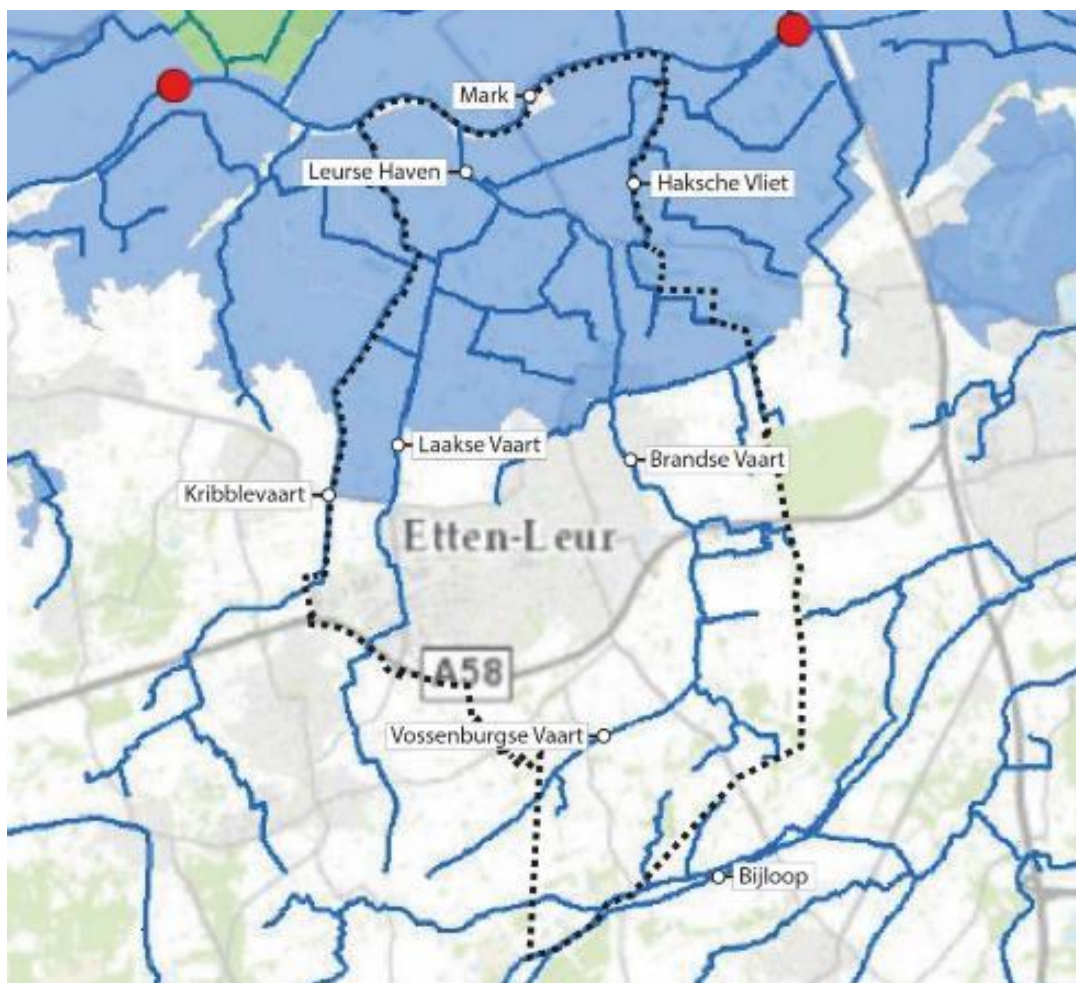 Mark
Leurse Haven
Haksche Vliet
Laakse Vaart
Brandse Vaart
Kribblevaart
Etten-Leur
A58
Vossenburgse Vaart
Bijloop